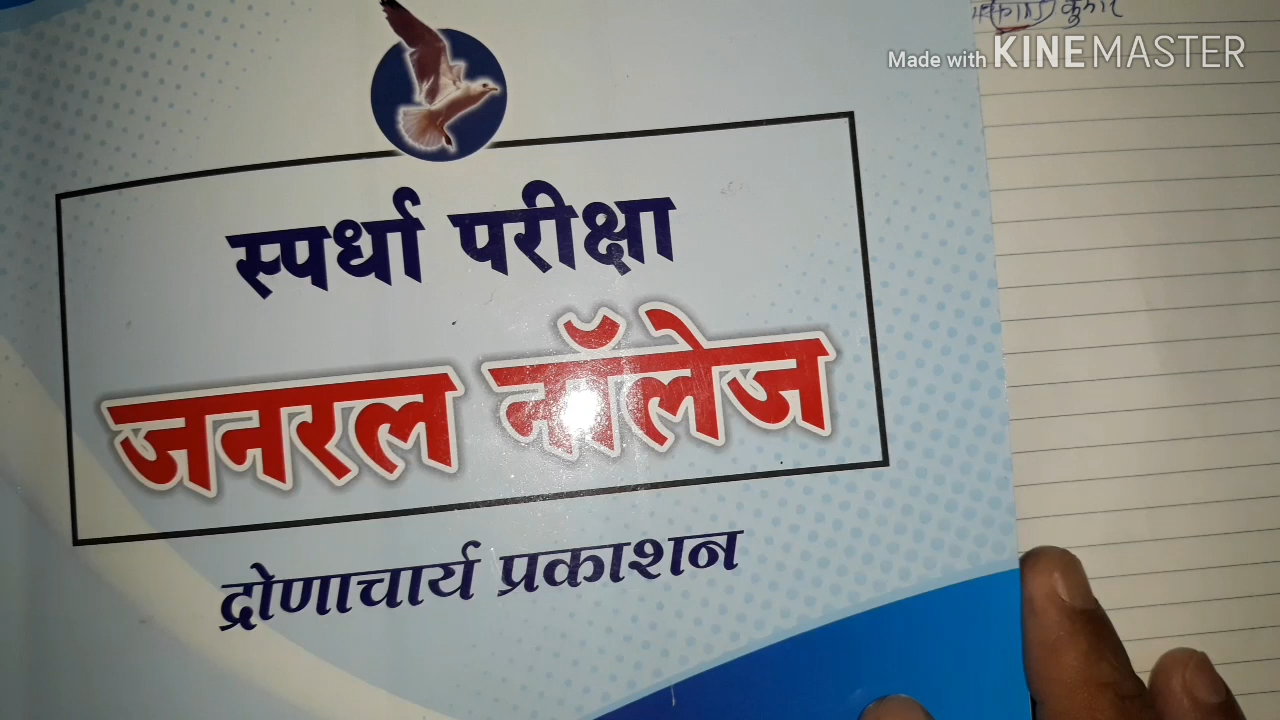 कुमार
Made with KINEMASTER
स्पर्धा परीक्षा
जनरल नॉलेज
द्रोणाचार्य प्रकाशन